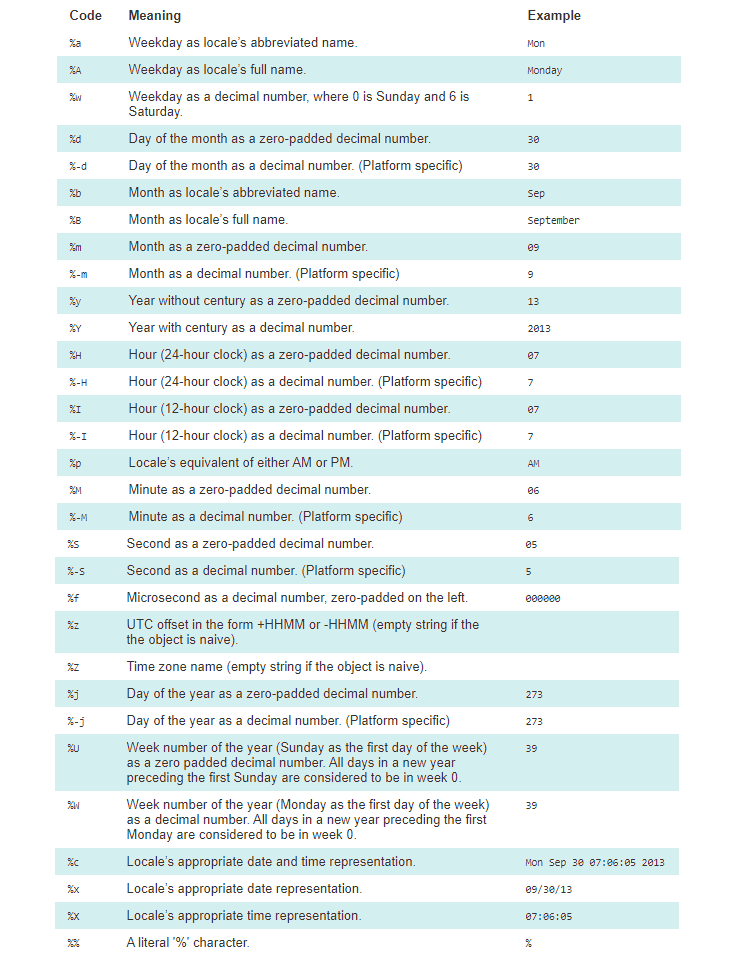 Code Meaning Example
%a Weekday as locale's abbreviated name. Mon
%A Weekday as locale's full name. Monday
%w Weekday as a decimal number, where 0 is Sunday and 6 is 1
Saturday.
%d Day of the month as a zero-padded decimal number. 30
%-d Day of the month as a decimal number. (Platform specific) 30
%b Month as locale's abbreviated name. Sep
%B Month as locale's full name. September
%m Month as a zero-padded decimal number. 09
%-m Month as a decimal number. (Platform specific) 9
%y Year without century as a zero-padded decimal number. 13
%Y Year with century as a decimal number. 2013
%H Hour (24-hour clock) as a zero-padded decimal number. 07
%-H Hour (24-hour clock) as a decimal number. (Platform specific) 7
%I Hour (12-hour clock) as a zero-padded decimal number. 07
%-I Hour (12-hour clock) as a decimal number. (Platform specific) 7
%p Locale's equivalent of either AM or PM. AM
%M Minute as a zero-padded decimal number. 06
%-M Minute as a decimal number. (Platform specific) 6
%S Second as a zero-padded decimal number. 05
%-S Second as a decimal number. (Platform specific) 5
%f Microsecond as a decimal number, zero-padded on the left. 000000
%z UTC offset in the form +HHMM or -HHMM (empty string if the
the object is naive).
%Z Time zone name (empty string if the object is naive).
%j Day of the year as a zero-padded decimal number. 273
%-j Day of the year as a decimal number. (Platform specific) 273
%U Week number of the year (Sunday as the first day of the week) 39
as a zero padded decimal number. All days in a new year
preceding the first Sunday are considered to be in week 0.
%W Week number of the year (Monday as the first day of the week) 39
as a decimal number. All days in a new year preceding the first
Monday are considered to be in week 0.
%c Locale's appropriate date and time representation. Mon Sep 30 07:06:05 2013
%x Locale's appropriate date representation. 09/30/13
%X Locale's appropriate time representation. 07:06:05
%% A literal '%' character. %